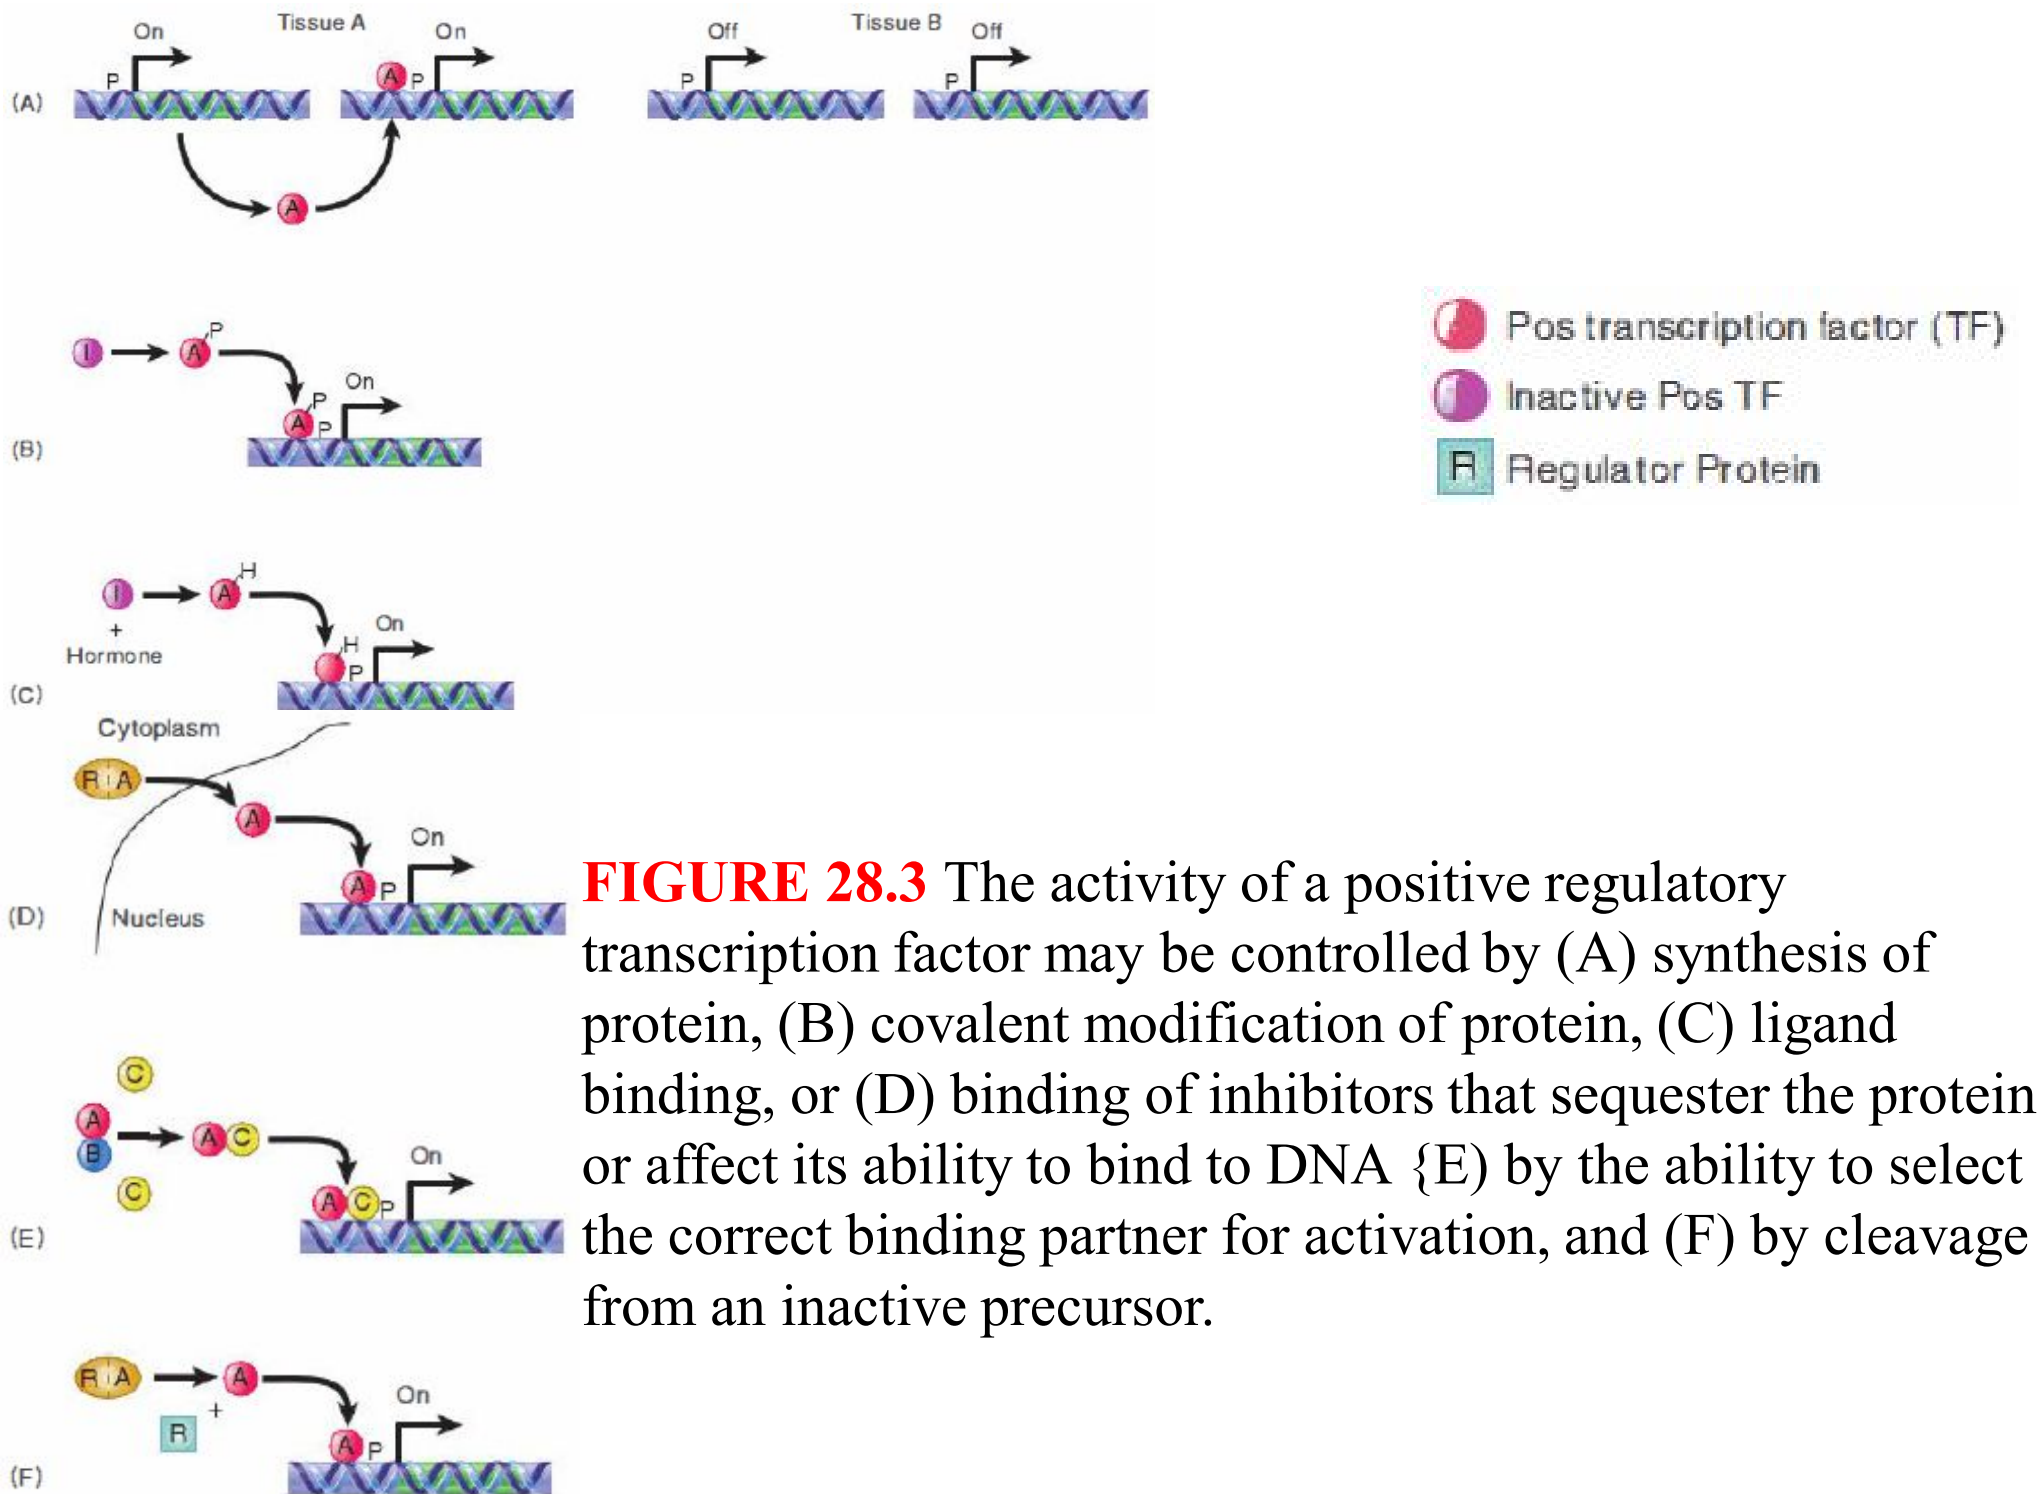 Tissue A
Tissue B
On
On
Off
Off
P
A
P
P
P
(A)
A
Pos transcription factor (TF)
Inactive Pos TF
R Regulator Protein
I
A
P
P
On
A
P
(B)
I
A
H
+
Hormone
H
On
P
(C)
Cytoplasm
R A
A
On
A
P
(D)
Nucleus
FIGURE 28.3 The activity of a positive regulatory
transcription factor may be controlled by (A) synthesis of
protein, (B) covalent modification of protein, (C) ligand
binding, or (D) binding of inhibitors that sequester the protein
or affect its ability to bind to DNA {E) by the ability to select
the correct binding partner for activation, and (F) by cleavage
from an inactive precursor.
C
A
B
A C
C
On
A C P
(E)
R A
A
+
R
On
A
P
(F)